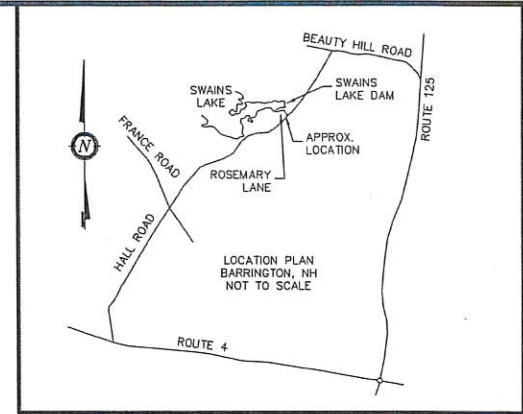 BEAUTY HILL ROAD
SWAINS
LAKE
SWAINS
LAKE DAM
ROUTE 125
FRANCE ROAD
APPROX.
LOCATION
N
ROSEMARY
LANE
HALL ROAD
LOCATION PLAN
BARRINGTON, NH
NOT TO SCALE
ROUTE 4